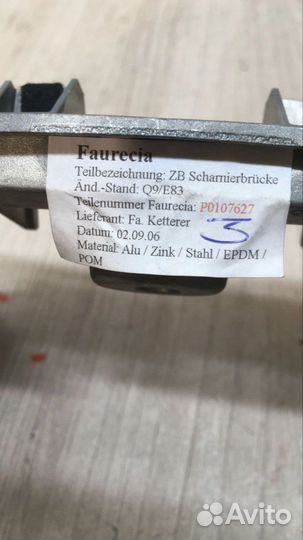 Faurecia
Teilbezeichnung: ZB Scharnierbrücke
Änd.-Stand: Q9/E83
Teilenummer Faurecia: P0107627
Lieferant: Fa. Ketterer
Datum: 02.09.06
3
Material: Alu / Zink / Stahl / EPDM /
POM
Avito